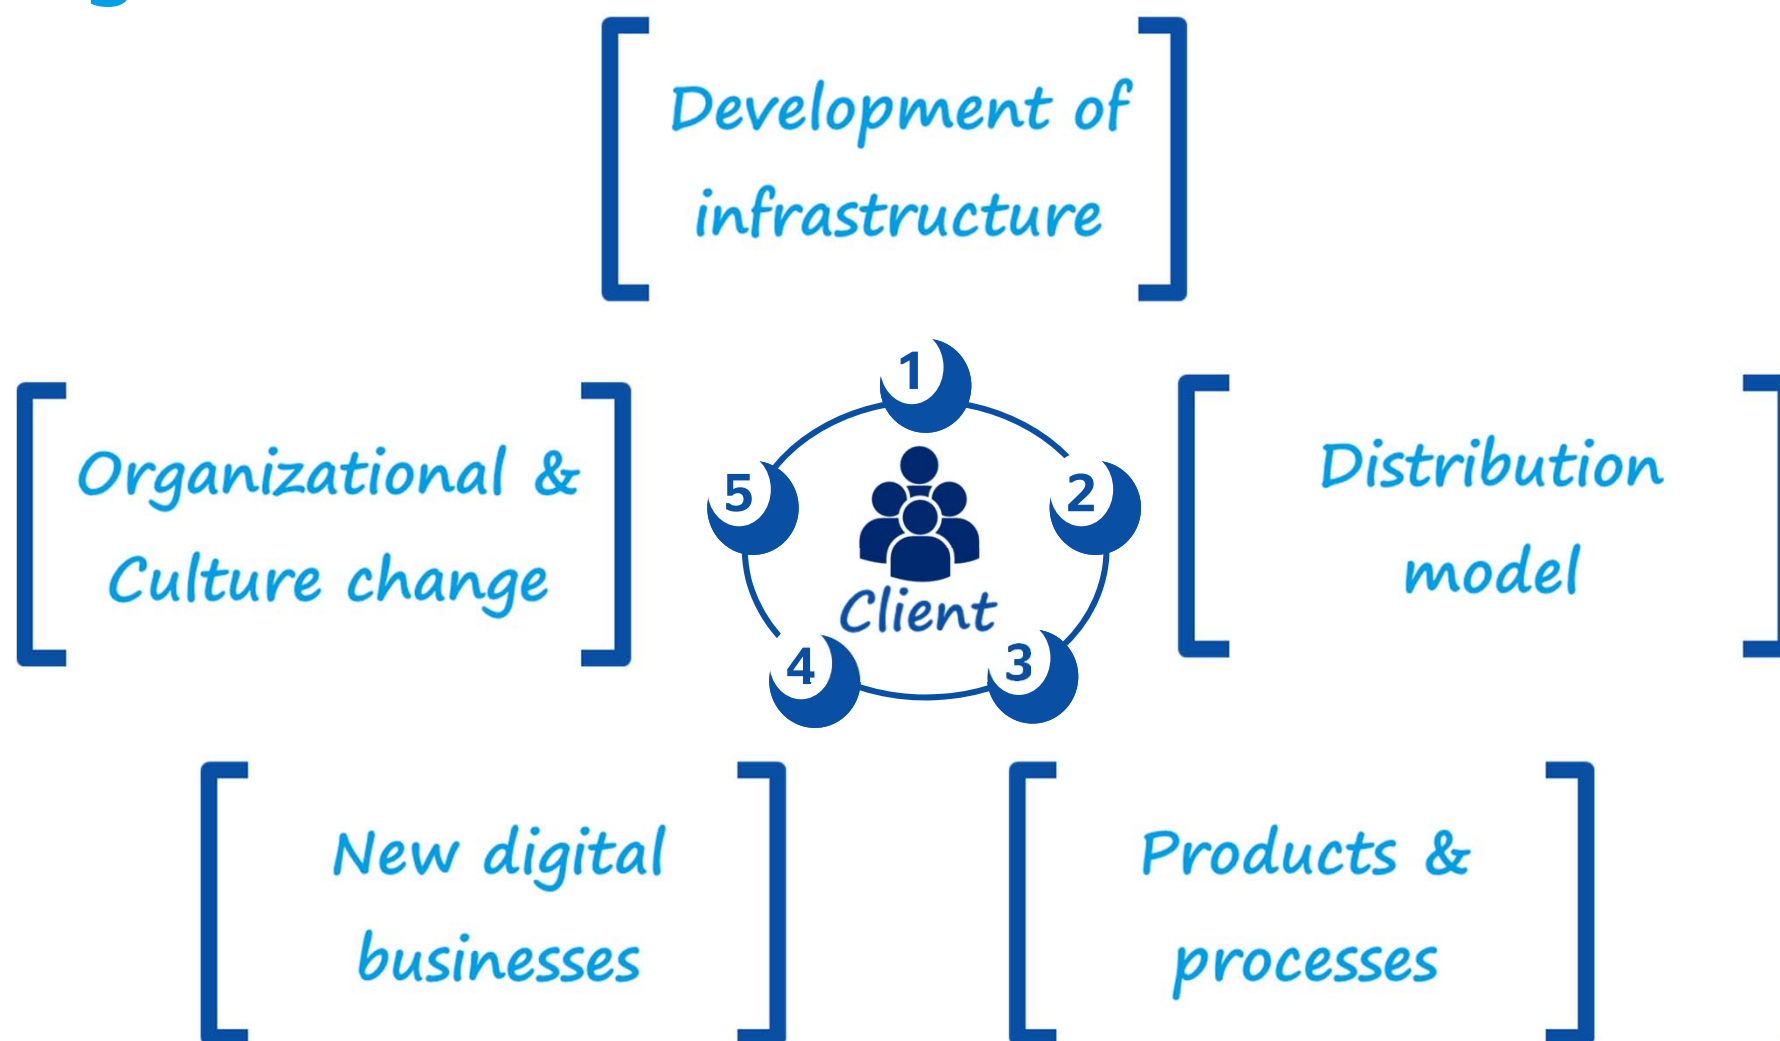 Development of
infrastructure
1
Organizational &
Culture change
5
2
Distribution
model
Client
4
3
New digital
businesses
Products &
processes